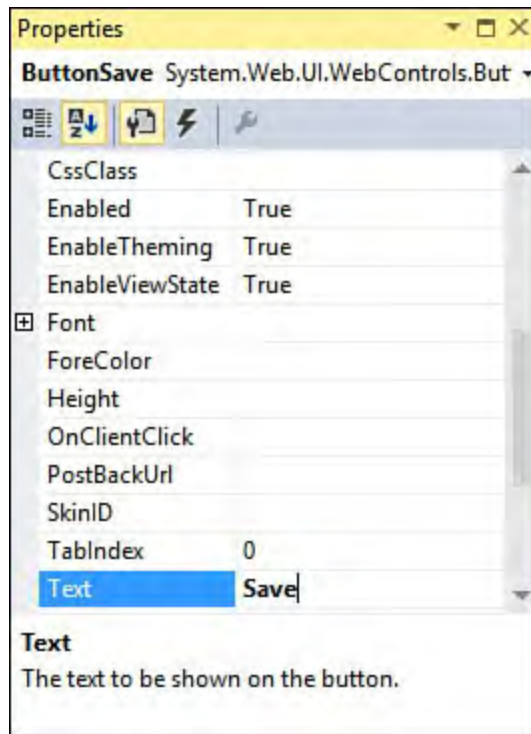 Properties
ButtonSave System.Web.UI.WebControls.But
CssClass
Enabled True
EnableTheming True
EnableViewState True
Font
ForeColor
Height
OnClientClick
PostBackUrl
SkinID
TabIndex 0
Text Save
Text
The text to be shown on the button.